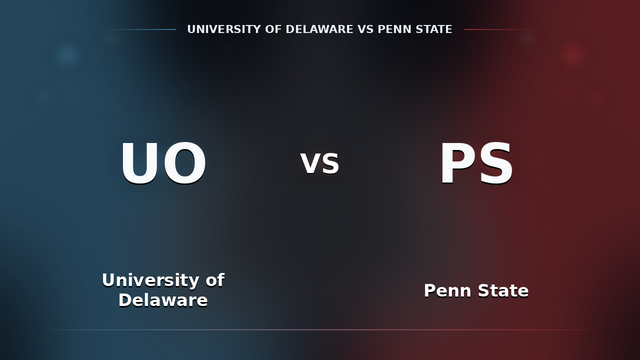 UNIVERSITY OF DELAWARE VS PENN STATE
UO
VS
PS
University of
Delaware
Penn State